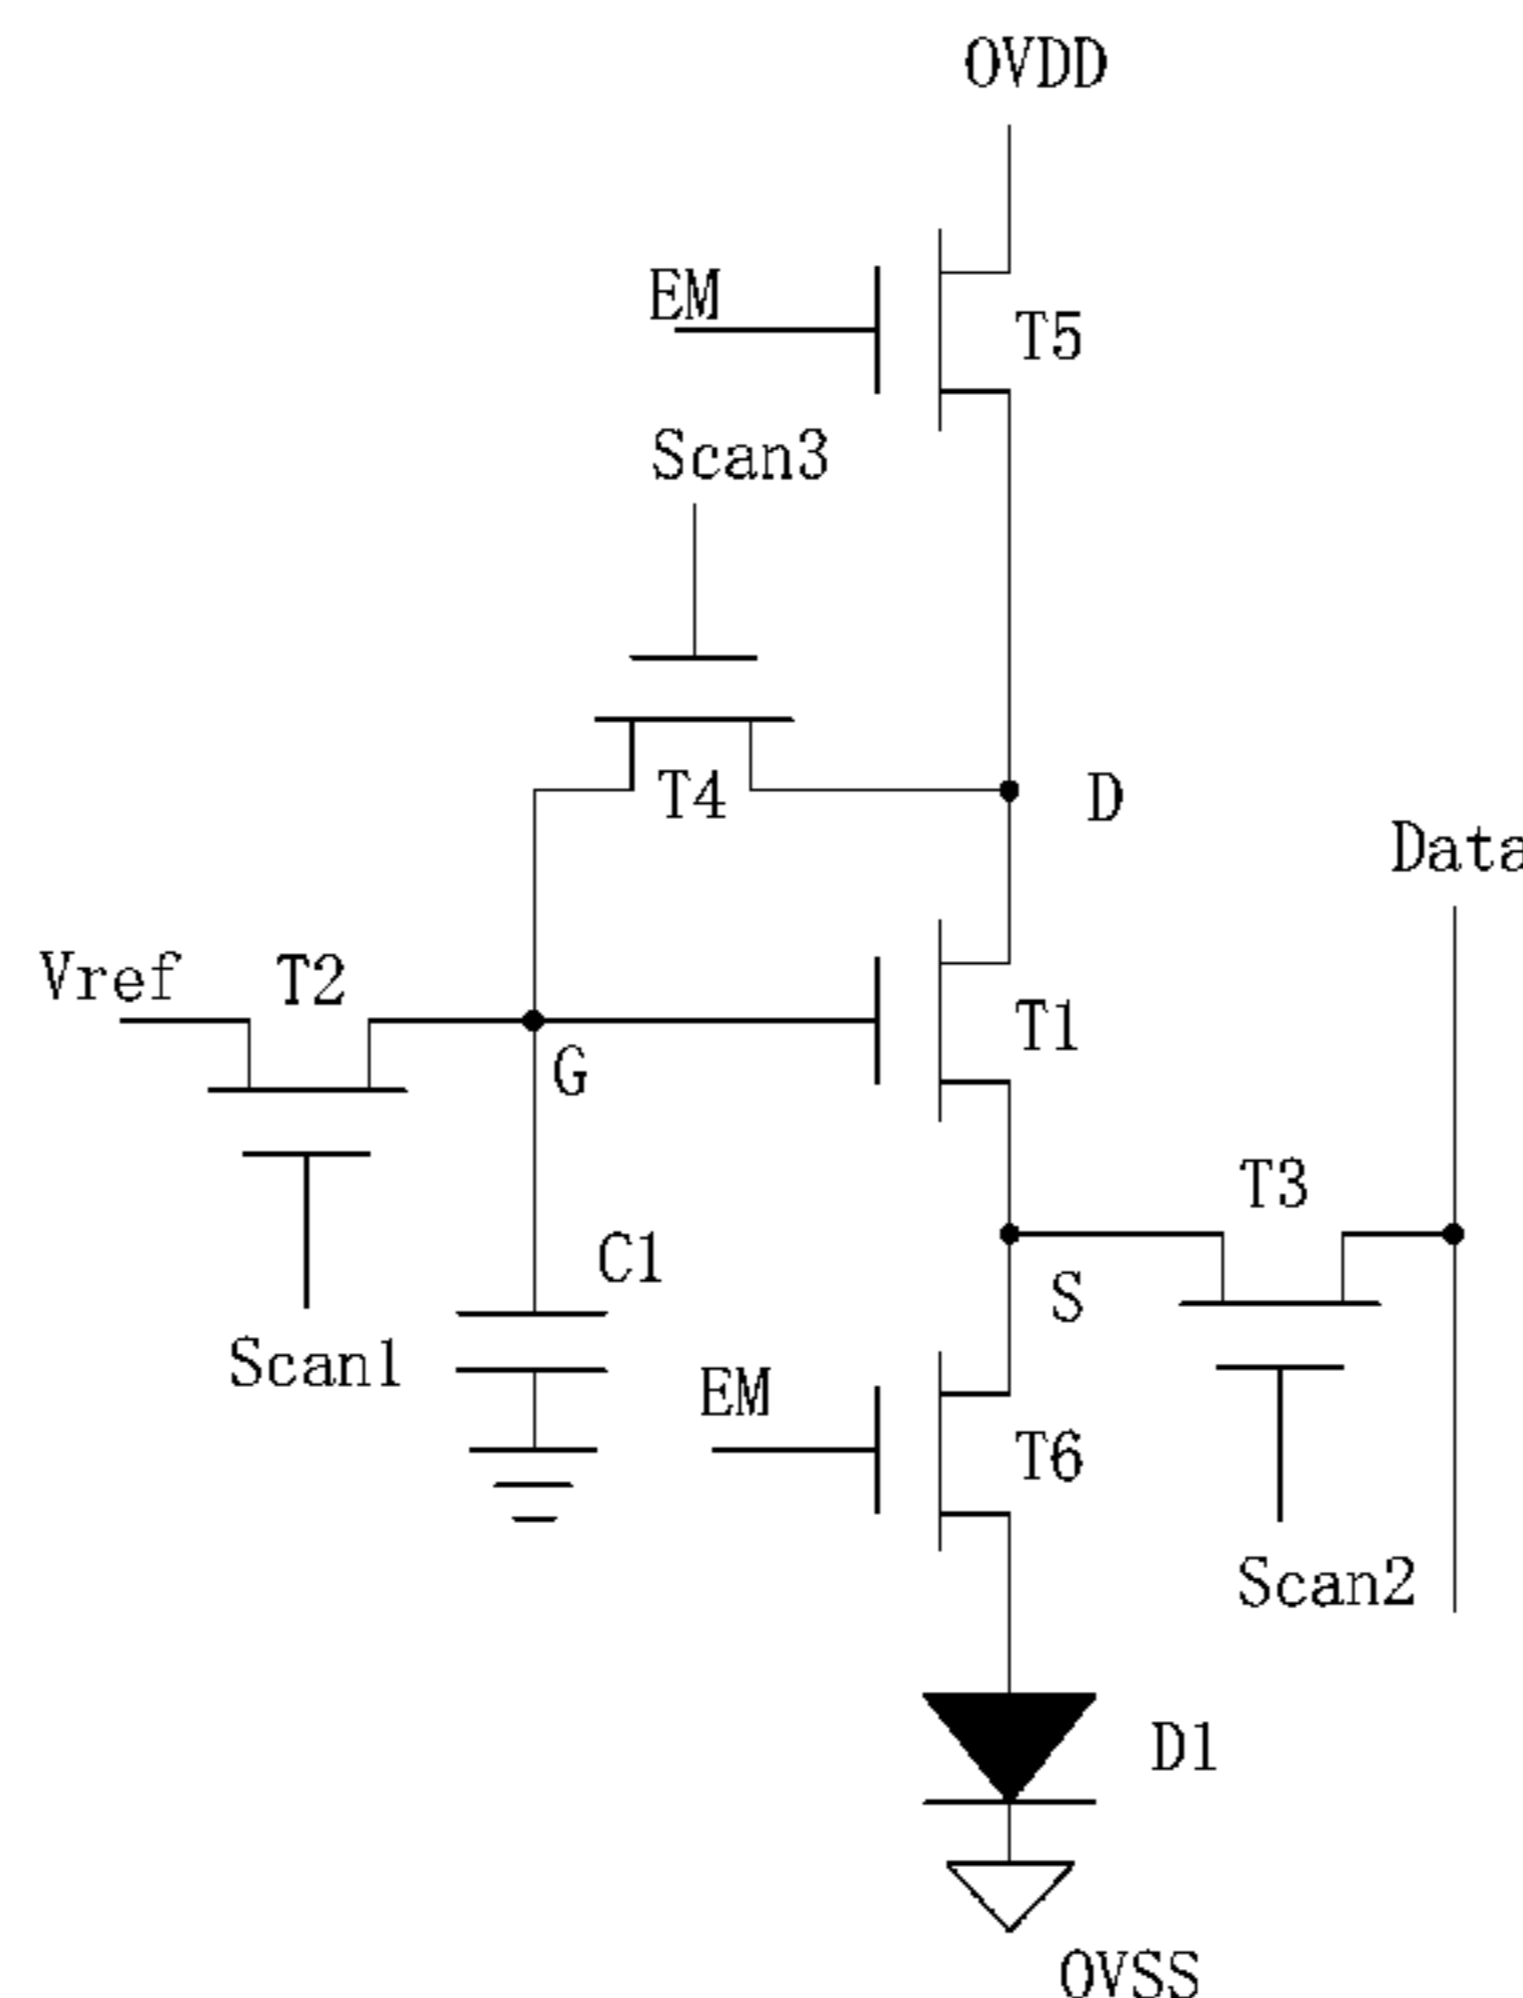 OVDD
EM
T5
Scan3
T4
D
Data
Vref
T2
G
T1
T3
C1
S
Scan1
EM
T6
Scan2
D1
OVSS